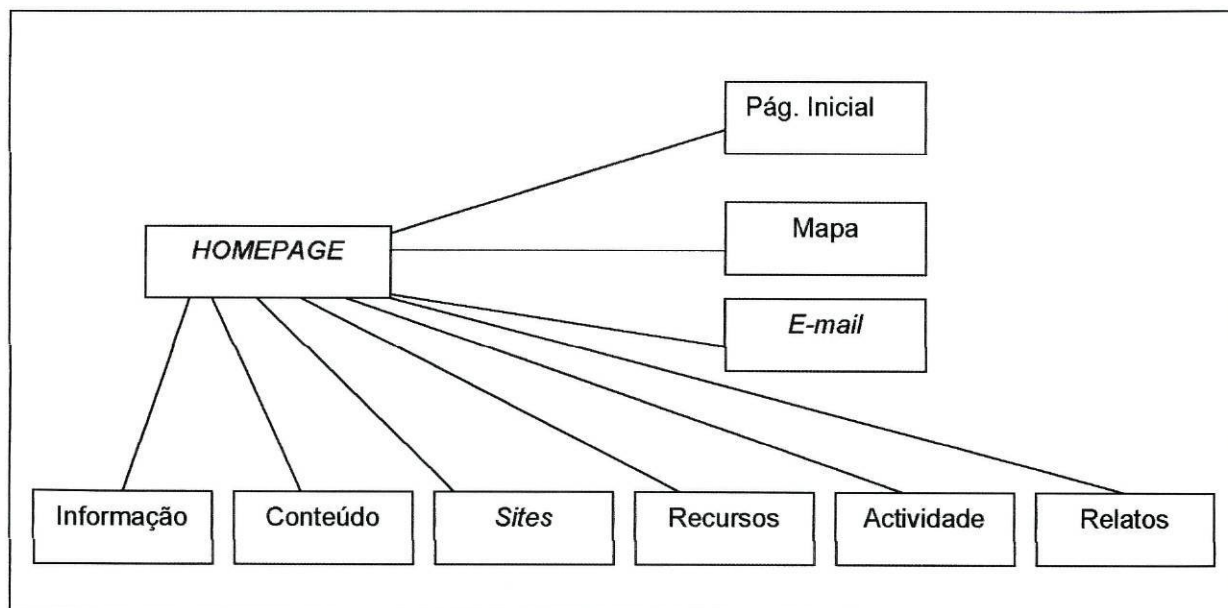 Pág. Inicial
Mapa
HOMEPAGE
E-mail
Informação
Conteúdo
Sites
Recursos
Actividade
Relatos